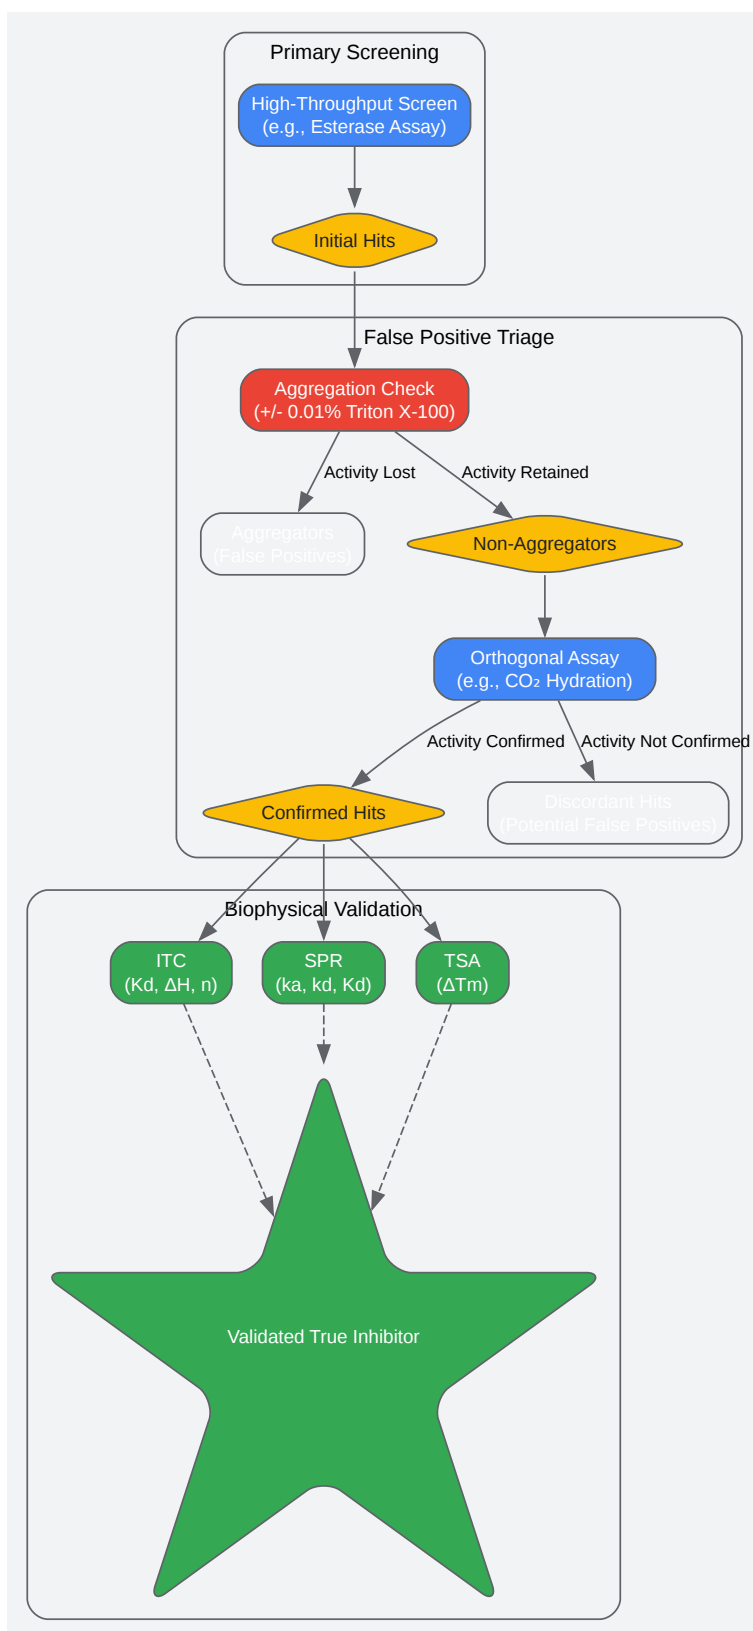 Primary Screening
High-Throughput Screen
(e.g., Esterase Assay)
Initial Hits
False Positive Triage
Aggregation Check
(+/- 0.01% Triton X-100)
Activity Lost
Activity Retained
Aggregators
(False Positives)
Non-Aggregators
Orthogonal Assay
(e.g., CO₂ Hydration)
Activity Confirmed
Activity Not Confirmed
Confirmed Hits
Discordant Hits
(Potential False Positives)
Biophysical Validation
ITC
(Kd, ΔH, n)
SPR
(ka, kd, Kd)
TSA
(ΔTm)
Validated True Inhibitor